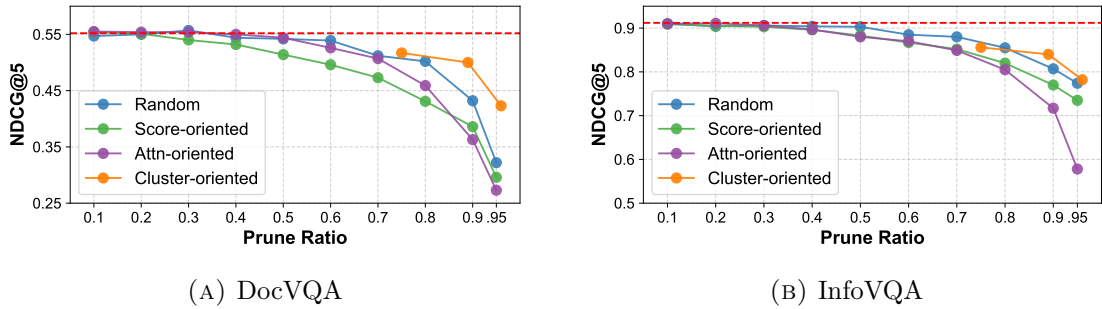 NDCG@5
0.55
0.45
0.35
0.25
Random
Score-oriented
Attn-oriented
Cluster-oriented
0.1 0.2 0.3 0.4 0.5 0.6 0.7 0.8 0.9 .95
Prune Ratio
(A) DocVQA
NDCG@5
0.9
0.8
0.7
0.6
0.5
Random
Score-oriented
Attn-oriented
Cluster-oriented
0.1 0.2 0.3 0.4 0.5 0.6 0.7 0.8 0.9 .95
Prune Ratio
(B) InfoVQA